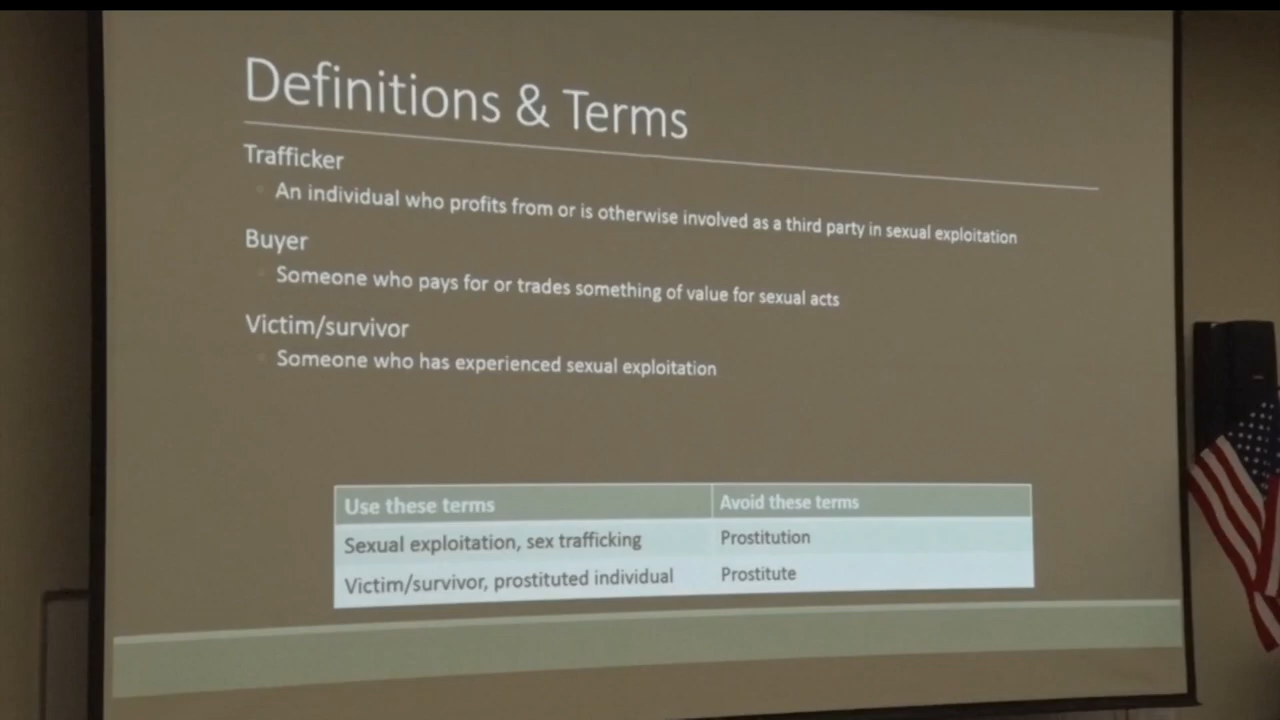 Definitions & Terms
Trafficker
An individual who profits from or is otherwise involved as a third party in sexual exploitation
Buyer
Someone who pays for or trades something of value for sexual acts
Victim/survivor
Someone who has experienced sexual exploitation
Use these terms Avoid these terms
Sexual exploitation, sex trafficking Prostitution
Victim/survivor, prostituted individual Prostitute